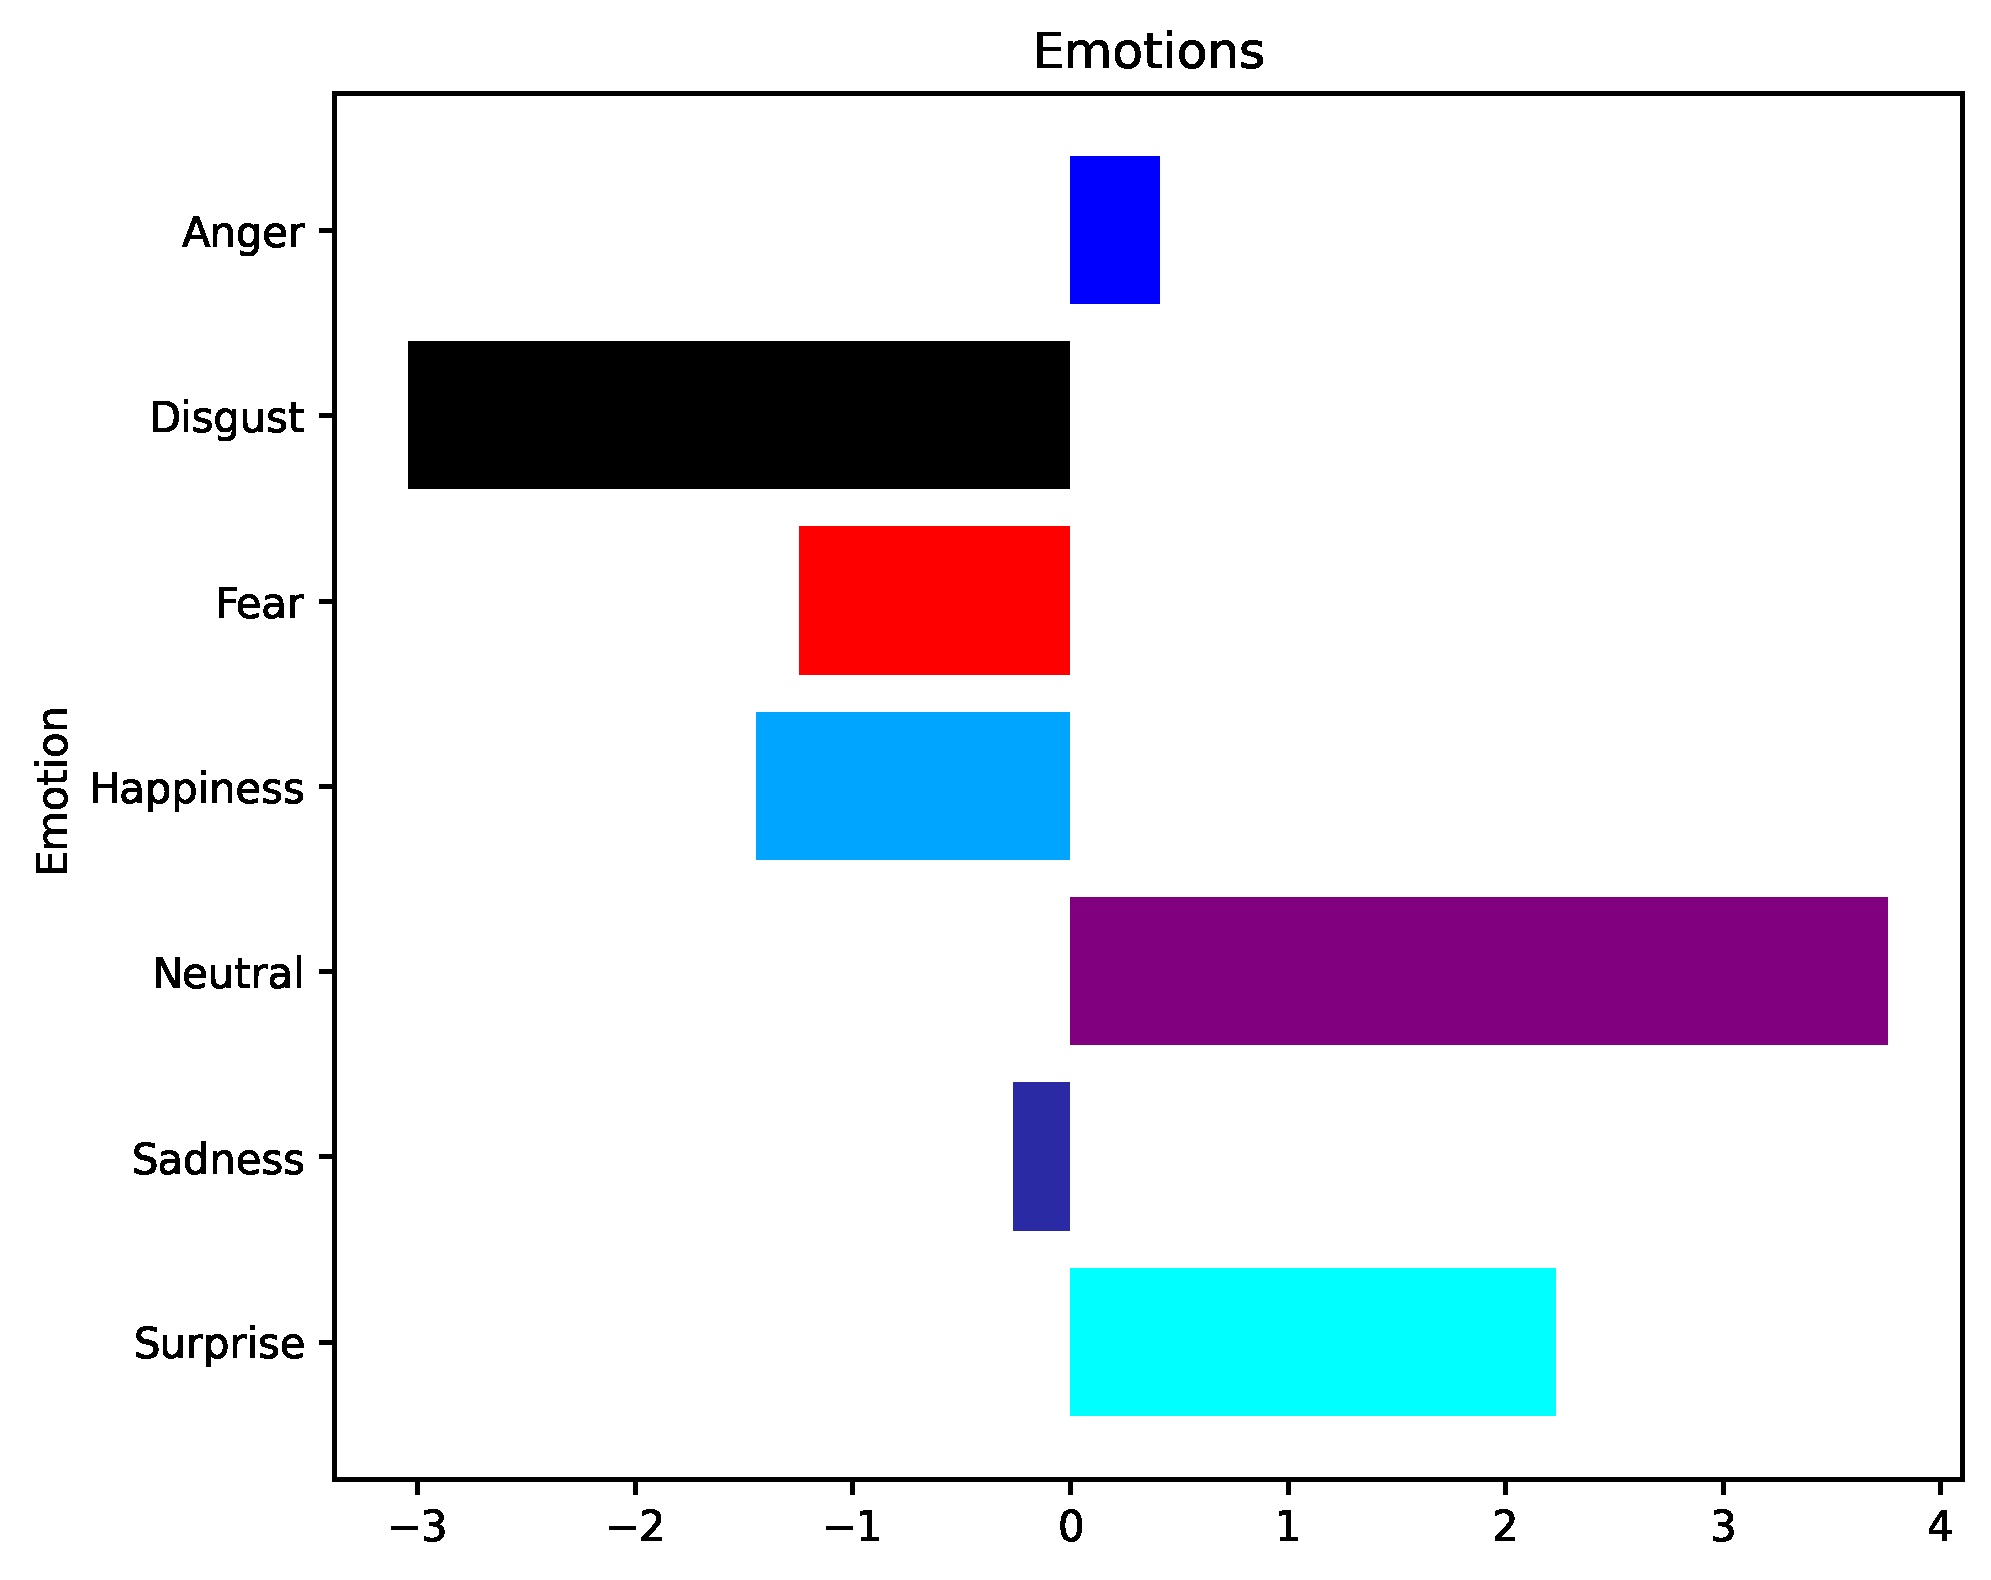 Emotions
Emotion
Anger
Disgust
Fear
Happiness
Neutral
Sadness
Surprise
−3 −2 −1 0 1 2 3 4